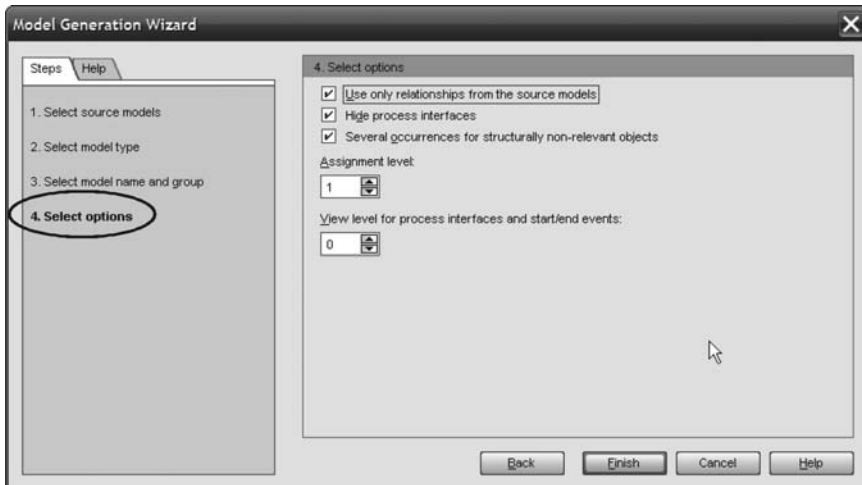 Model Generation Wizard
Steps Help
1. Select source models
2. Select model type
3. Select model name and group
4. Select options
4. Select options
Use only relationships from the source models
Hide process interfaces
Several occurrences for structurally non-relevant objects
Assignment level:
1
View level for process interfaces and start/end events:
0
Back Finish Cancel Help